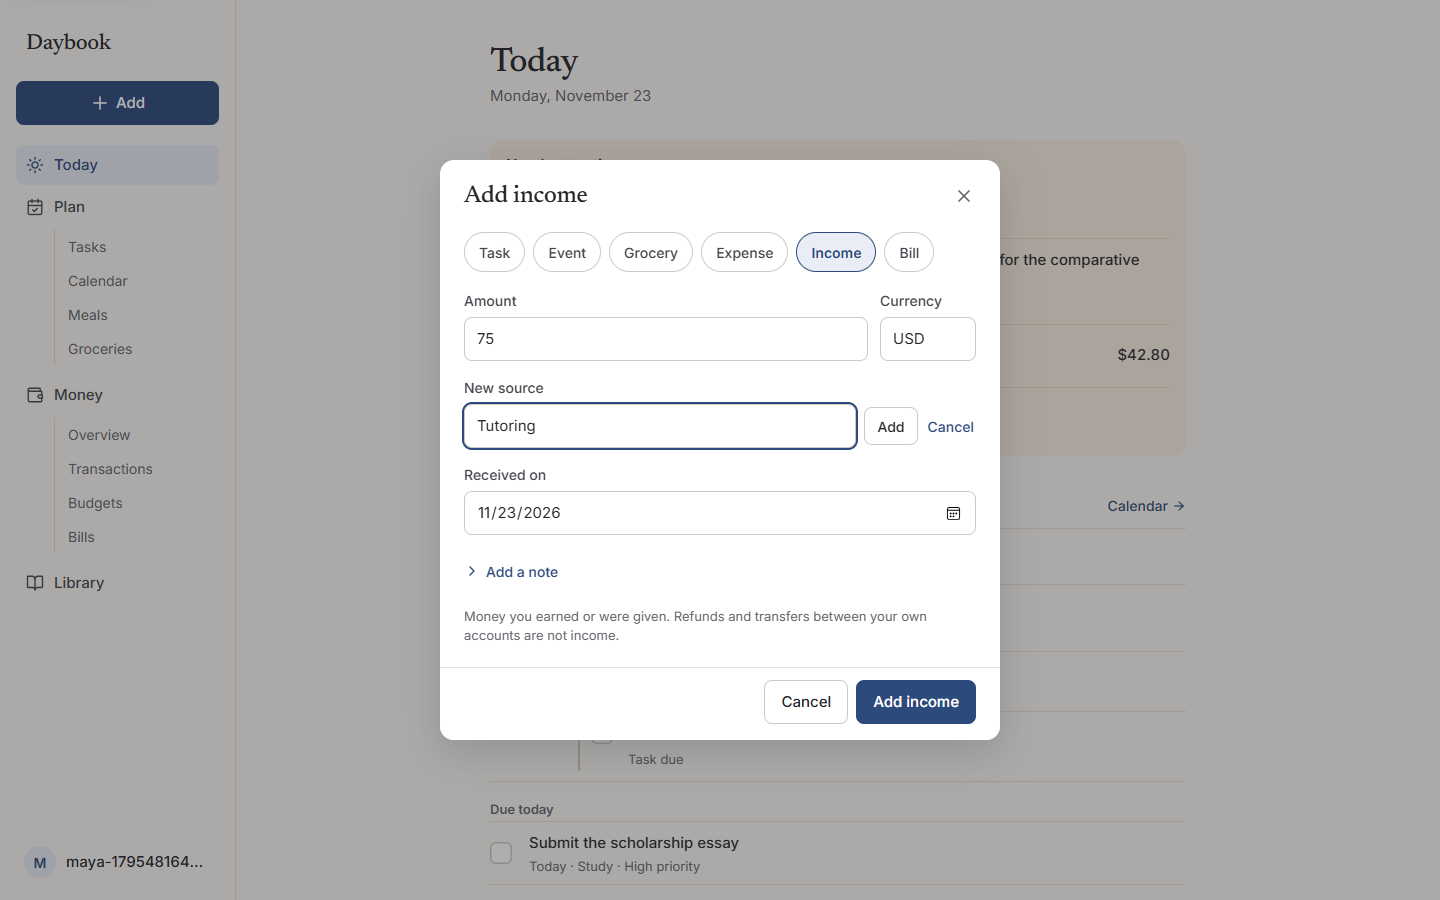 Daybook
Add
Today
Plan
Tasks
Calendar
Meals
Groceries
Money
Overview
Transactions
Budgets
Bills
Library
M
maya-179548164...
Today
Monday, November 23
for the comparative
$42.80
Calendar
Add income
Task
Event
Grocery
Expense
Income
Bill
Amount
Currency
75
USD
New source
Tutoring
Add
Cancel
Received on
11/23/2026
Add a note
Money you earned or were given. Refunds and transfers between your own
accounts are not income.
Cancel
Add income
Task due
Due today
Submit the scholarship essay
Today · Study · High priority